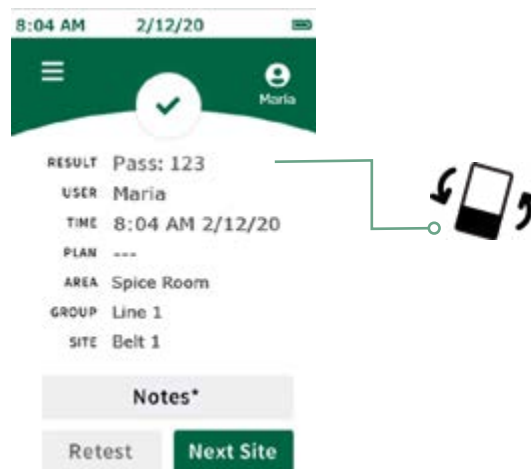 8:04 AM 2/12/20
Maria
RESULT Pass: 123
USER Maria
TIME 8:04 AM 2/12/20
PLAN ---
AREA Spice Room
GROUP Line 1
SITE Belt 1
Notes*
Retest Next Site